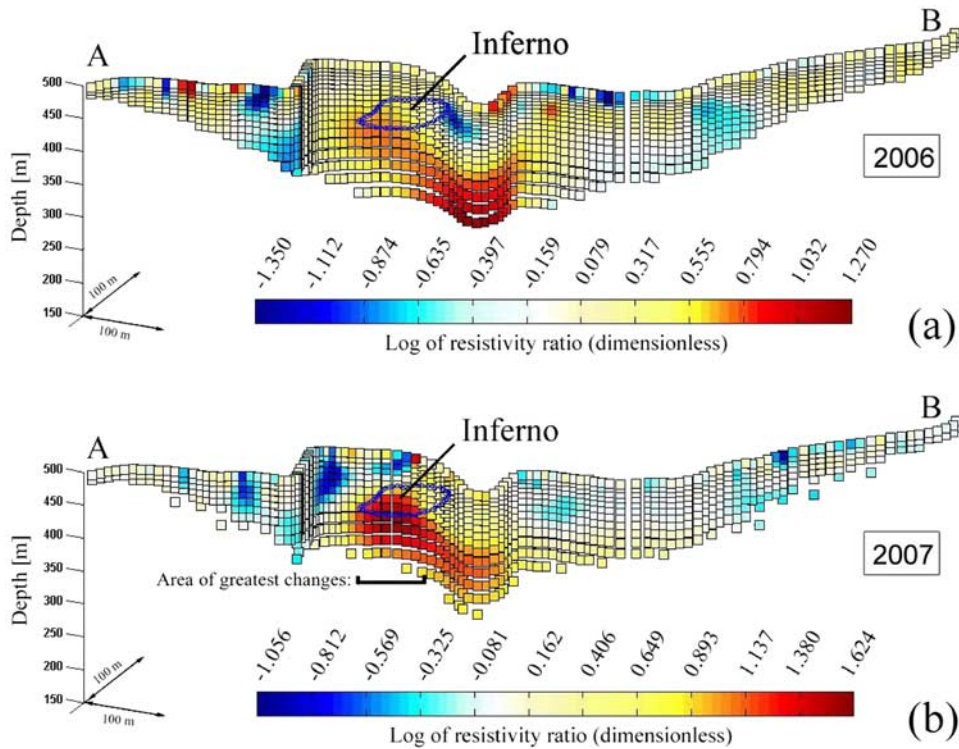 A
B
Inferno
500
450
400
350
300
250
200
150
Depth [m]
100 m
100 m
2006
-1.350
-1.112
-0.874
-0.635
-0.397
-0.159
0.079
0.317
0.555
0.794
1.032
1.270
Log of resistivity ratio (dimensionless)
(a)
A
B
Inferno
500
450
400
350
300
250
200
150
Depth [m]
100 m
100 m
2007
Area of greatest changes:
-1.056
-0.812
-0.569
-0.325
-0.081
0.162
0.406
0.649
0.893
1.137
1.380
1.624
Log of resistivity ratio (dimensionless)
(b)